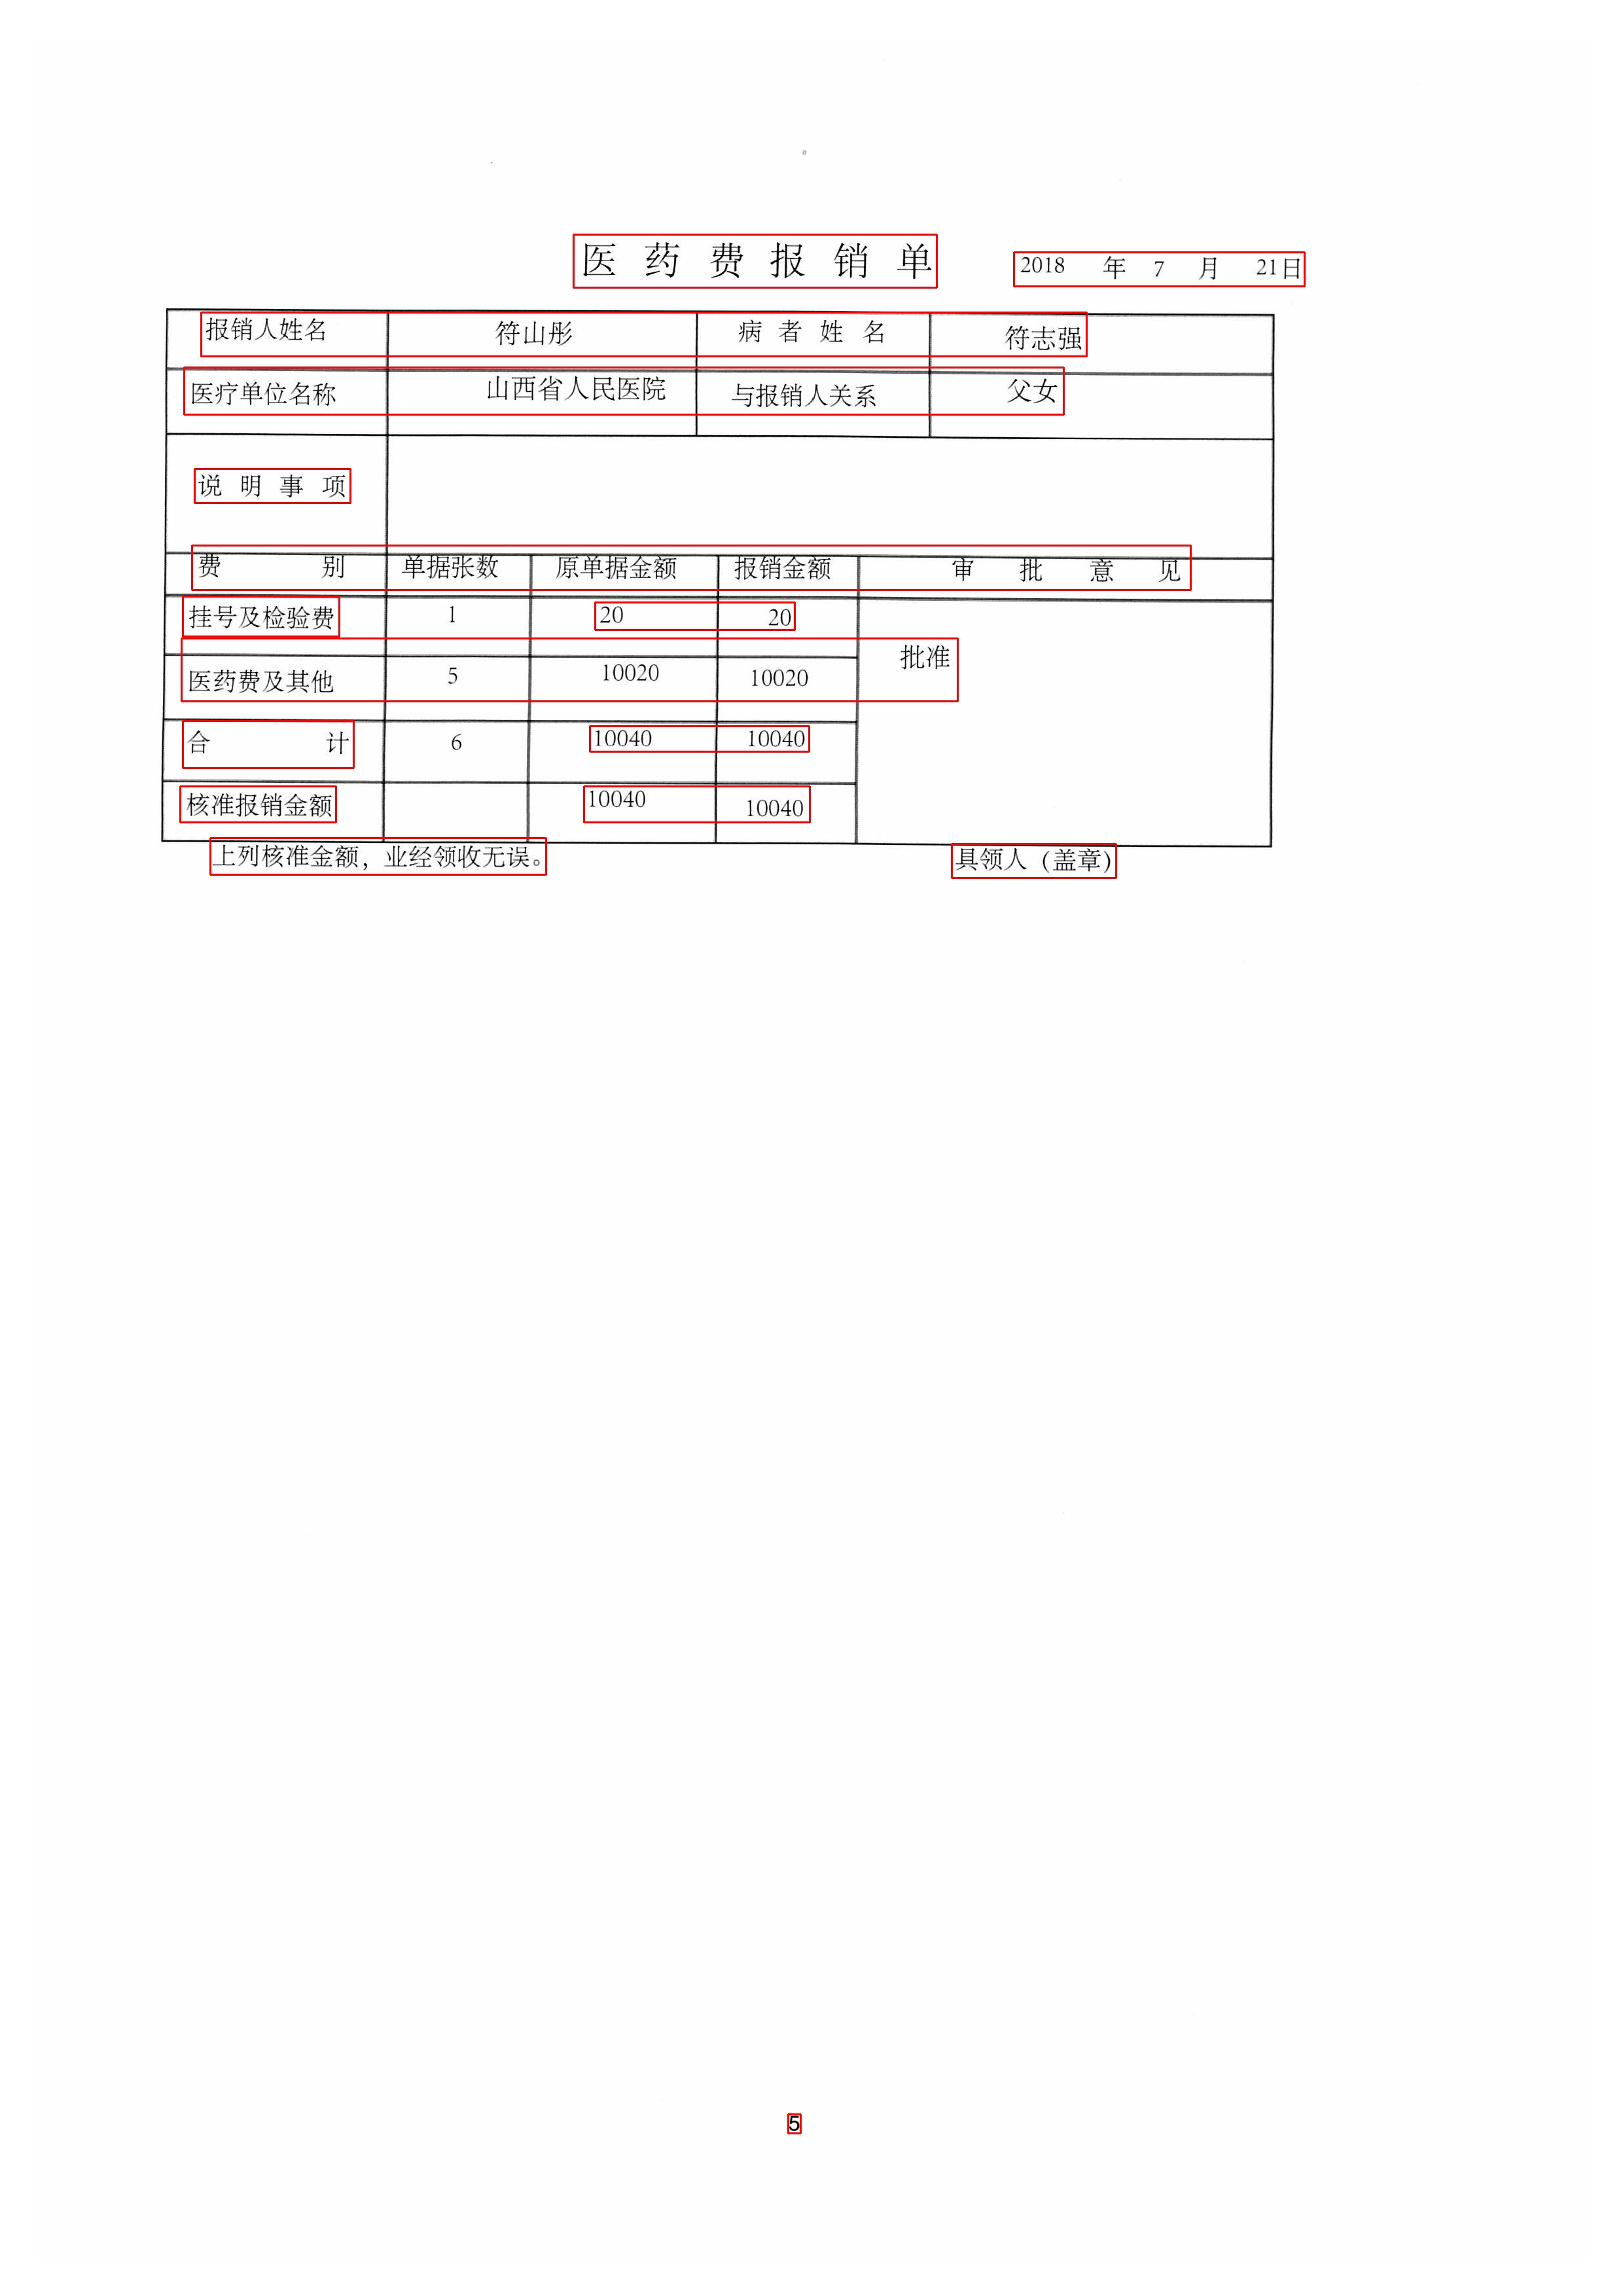 医药费报销单
2018 年 7 月 21日
报销人姓名 符山彤 病者姓名 符志强
医疗单位名称 山西省人民医院 与报销人关系 父女
说明事项
费别 单据张数 原单据金额 报销金额 审批意见
挂号及检验费 1 20 20
医药费及其他 5 10020 10020 批准
合计 6 10040 10040
核准报销金额 10040 10040
上列核准金额，业经领收无误。 具领人（盖章）
5